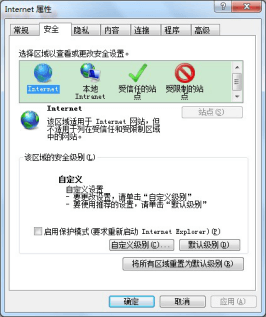 Internet 属性
常规 安全 隐私 内容 连接 程序 高级
选择区域以查看或更改安全设置。
Internet 本地 Intranet 受信任的站点 受限制的站点
Internet
站点(S)
该区域适用于 Internet 网站,但
不适用于列在受信任和受限制区域
中的网站。
该区域的安全级别(L)
自定义
自定义设置
- 要更改设置,请单击“自定义级别”
- 要使用推荐的设置,请单击“默认级别”
启用保护模式(要求重新启动 Internet Explorer)(P)
自定义级别(C)... 默认级别(D)
将所有区域重置为默认级别(R)
确定 取消 应用(A)